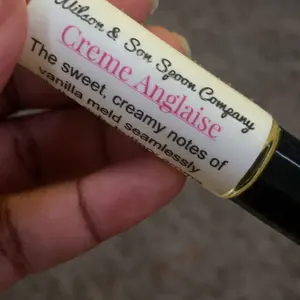 Wilson & Son Spoon Company
Creme Anglaise
The sweet, creamy notes of
vanilla meld seamlessly